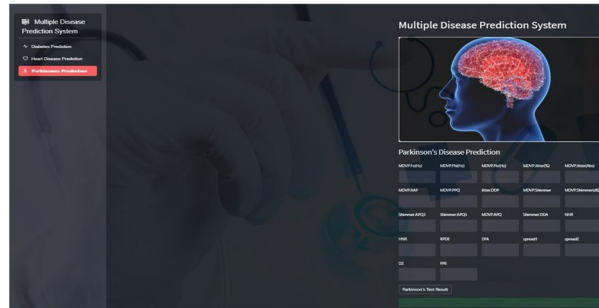 Multiple Disease
Prediction System
Diabetes Prediction
Heart Disease Prediction
Parkinsons Prediction
Multiple Disease Prediction System
Parkinson's Disease Prediction
MDVP:Fo(Hz) MDVP:Fhi(Hz) MDVP:Flo(Hz) MDVP:Jitter(%) MDVP:Jitter(Abs)
MDVP:RAP MDVP:PPQ Jitter:DDP MDVP:Shimmer MDVP:Shimmer(dB)
Shimmer:APQ3 Shimmer:APQ5 MDVP:APQ Shimmer:DDA NHR
HNR RPDE DFA spread1 spread2
D2 PPE
Parkinson's Test Result